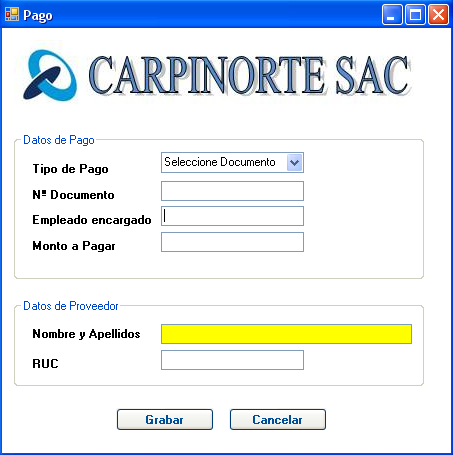 Pago
CARPINORTE SAC
Datos de Pago
Tipo de Pago
Seleccione Documento
Nº Documento
Empleado encargado
Monto a Pagar
Datos de Proveedor
Nombre y Apellidos
RUC
Grabar
Cancelar